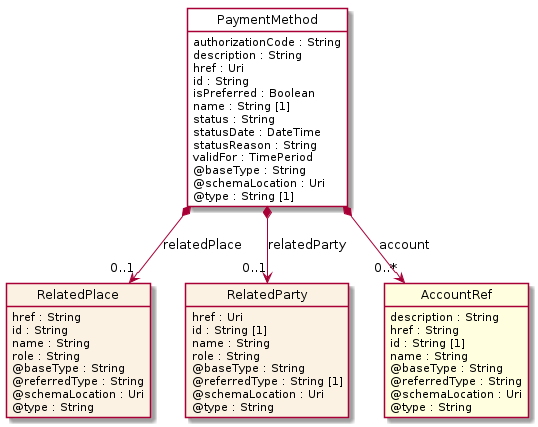 PaymentMethod
authorizationCode : String
description : String
href : Uri
id : String
isPreferred : Boolean
name : String [1]
status : String
statusDate : DateTime
statusReason : String
validFor : TimePeriod
@baseType : String
@schemaLocation : Uri
@type : String [1]
relatedPlace
relatedParty
account
0..1
0..1
0..*
RelatedPlace
href : String
id : String
name : String
role : String
@baseType : String
@referredType : String
@schemaLocation : Uri
@type : String
RelatedParty
href : Uri
id : String [1]
name : String
role : String
@baseType : String
@referredType : String [1]
@schemaLocation : Uri
@type : String
AccountRef
description : String
href : String
id : String [1]
name : String
@baseType : String
@referredType : String
@schemaLocation : Uri
@type : String